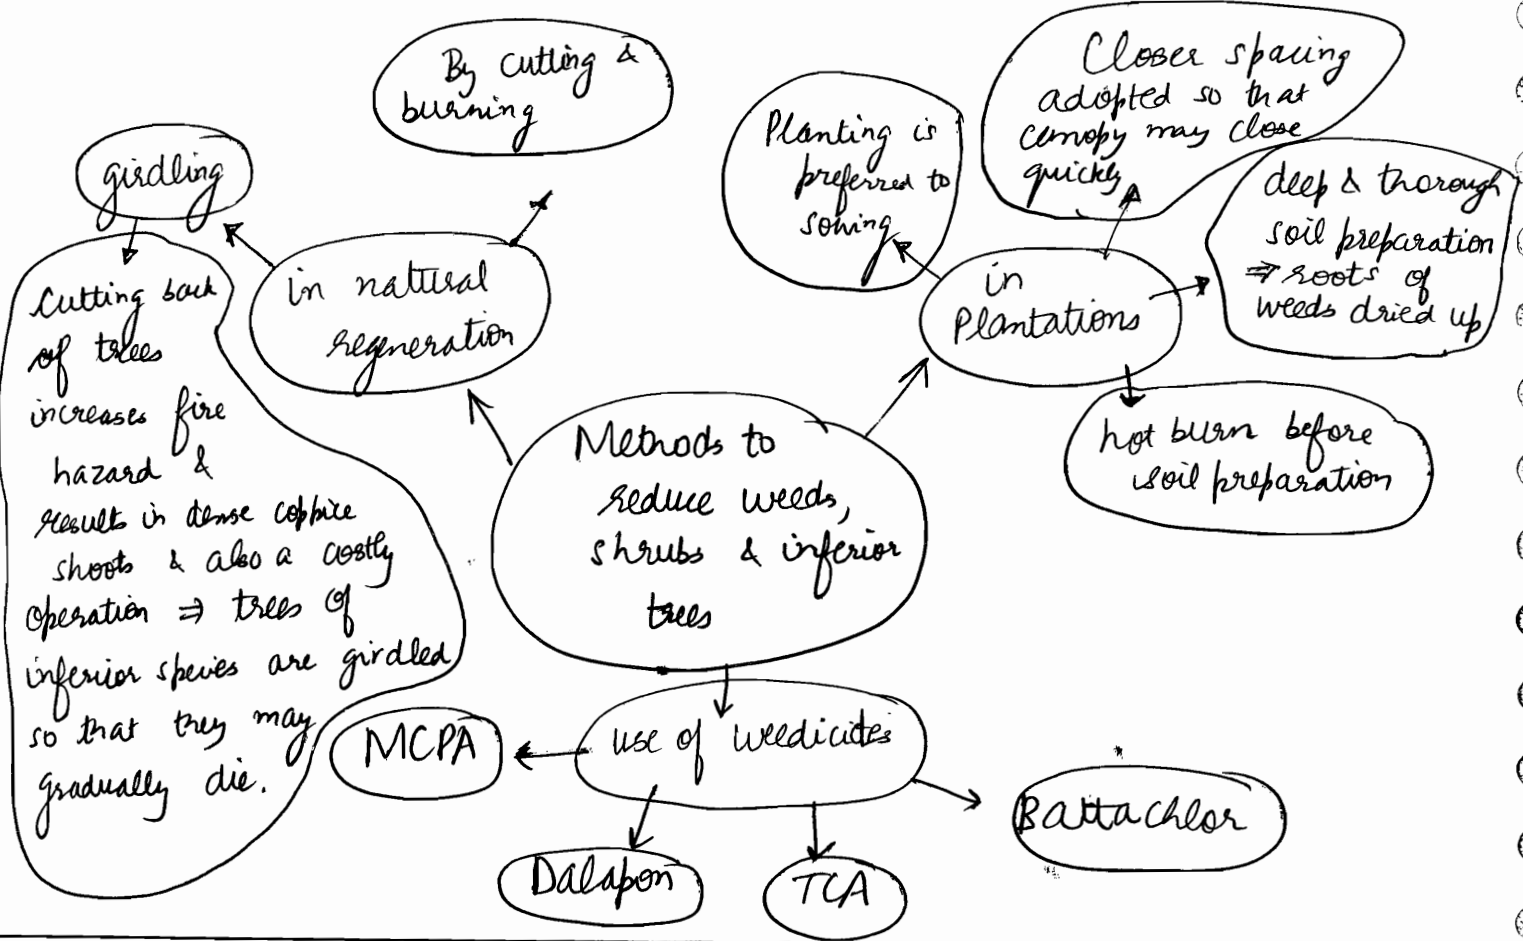 By cutting &
burning
Closer spacing
adopted so that
canopy may close
quickly
Planting is
preferred to
sowing
girdling
deep & thorough
soil preparation
⇒ roots of
weeds dried up
in natural
regeneration
in
Plantations
Cutting back
of trees
increases fire
hazard &
results in dense coppice
shoots & also a costly
operation ⇒ trees of
inferior species are girdled
so that they may
gradually die.
hot burn before
soil preparation
Methods to
reduce weeds,
shrubs & inferior
trees
use of weedicides
MCPA
Battachlor
Dalapon
TCA